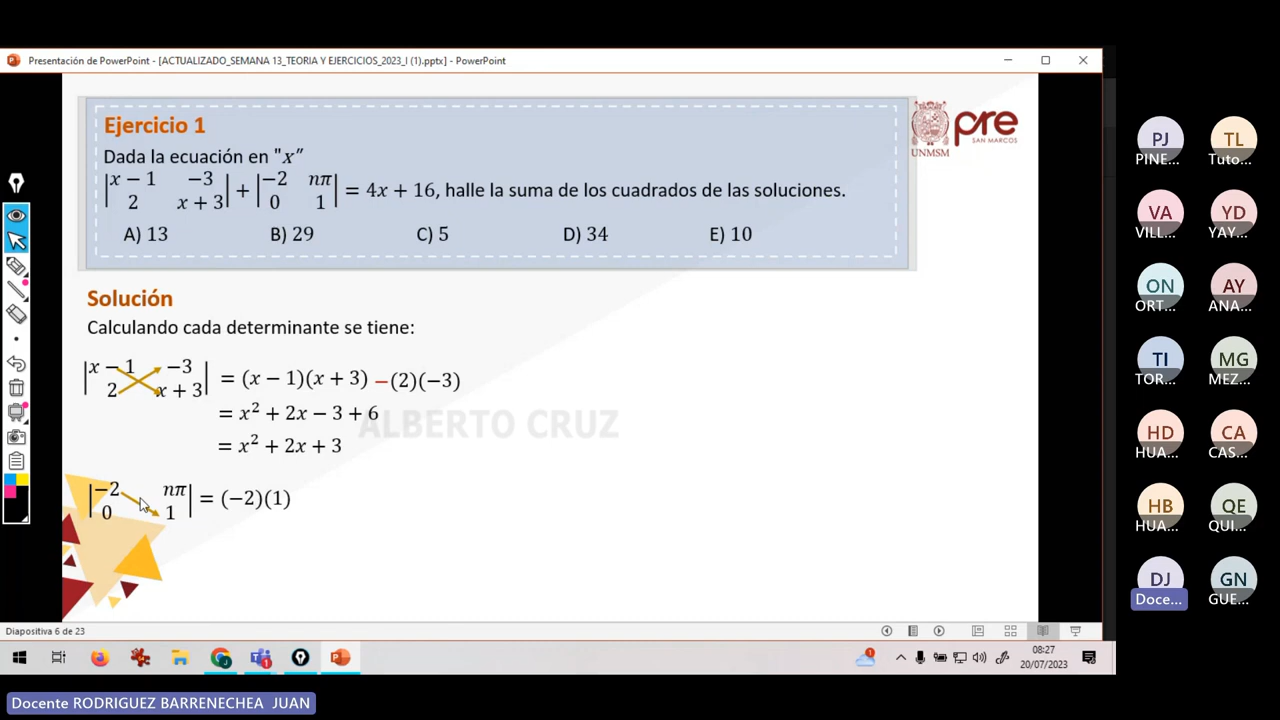 Presentación de PowerPoint - [ACTUALIZADO_SEMANA 13_TEORIA Y EJERCICIOS_2023_I (1).pptx] - PowerPoint
Ejercicio 1
Dada la ecuación en "x"
|x − 1 −3| + |−2 nπ| = 4x + 16, halle la suma de los cuadrados de las soluciones.
|2 x + 3| |0 1|
A) 13 B) 29 C) 5 D) 34 E) 10
pre
SAN MARCOS
UNMSM
Solución
Calculando cada determinante se tiene:
|x − 1 −3| = (x − 1)(x + 3) −(2)(−3)
|2 x + 3|
= x² + 2x − 3 + 6
ALBERTO CRUZ
= x² + 2x + 3
|−2 nπ| = (−2)(1)
|0 1|
Diapositiva 6 de 23
08:27
20/07/2023
PJ TL
PINE... Tuto...
VA YD
VILL... YAY...
ON AY
ORT... ANA...
TI MG
TOR... MEZ...
HD CA
HUA... CAS...
HB QE
HUA... QUI...
DJ GN
Doce... GUE...
Docente RODRIGUEZ BARRENECHEA JUAN